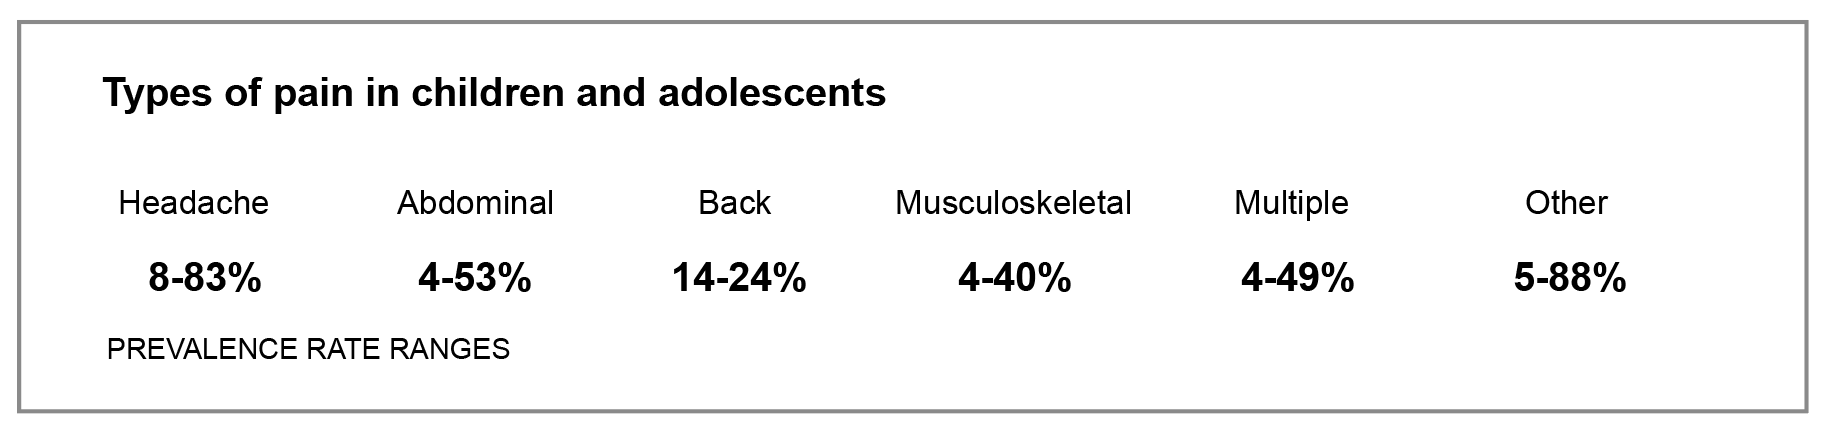 Types of pain in children and adolescents
Headache Abdominal Back Musculoskeletal Multiple Other
8-83% 4-53% 14-24% 4-40% 4-49% 5-88%
PREVALENCE RATE RANGES